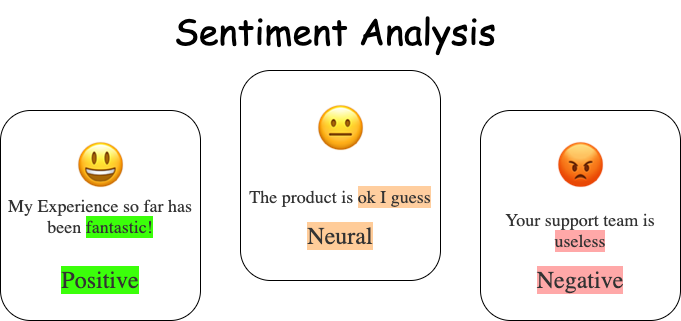 Sentiment Analysis
My Experience so far has
been fantastic!
Positive
The product is ok I guess
Neural
Your support team is
useless
Negative